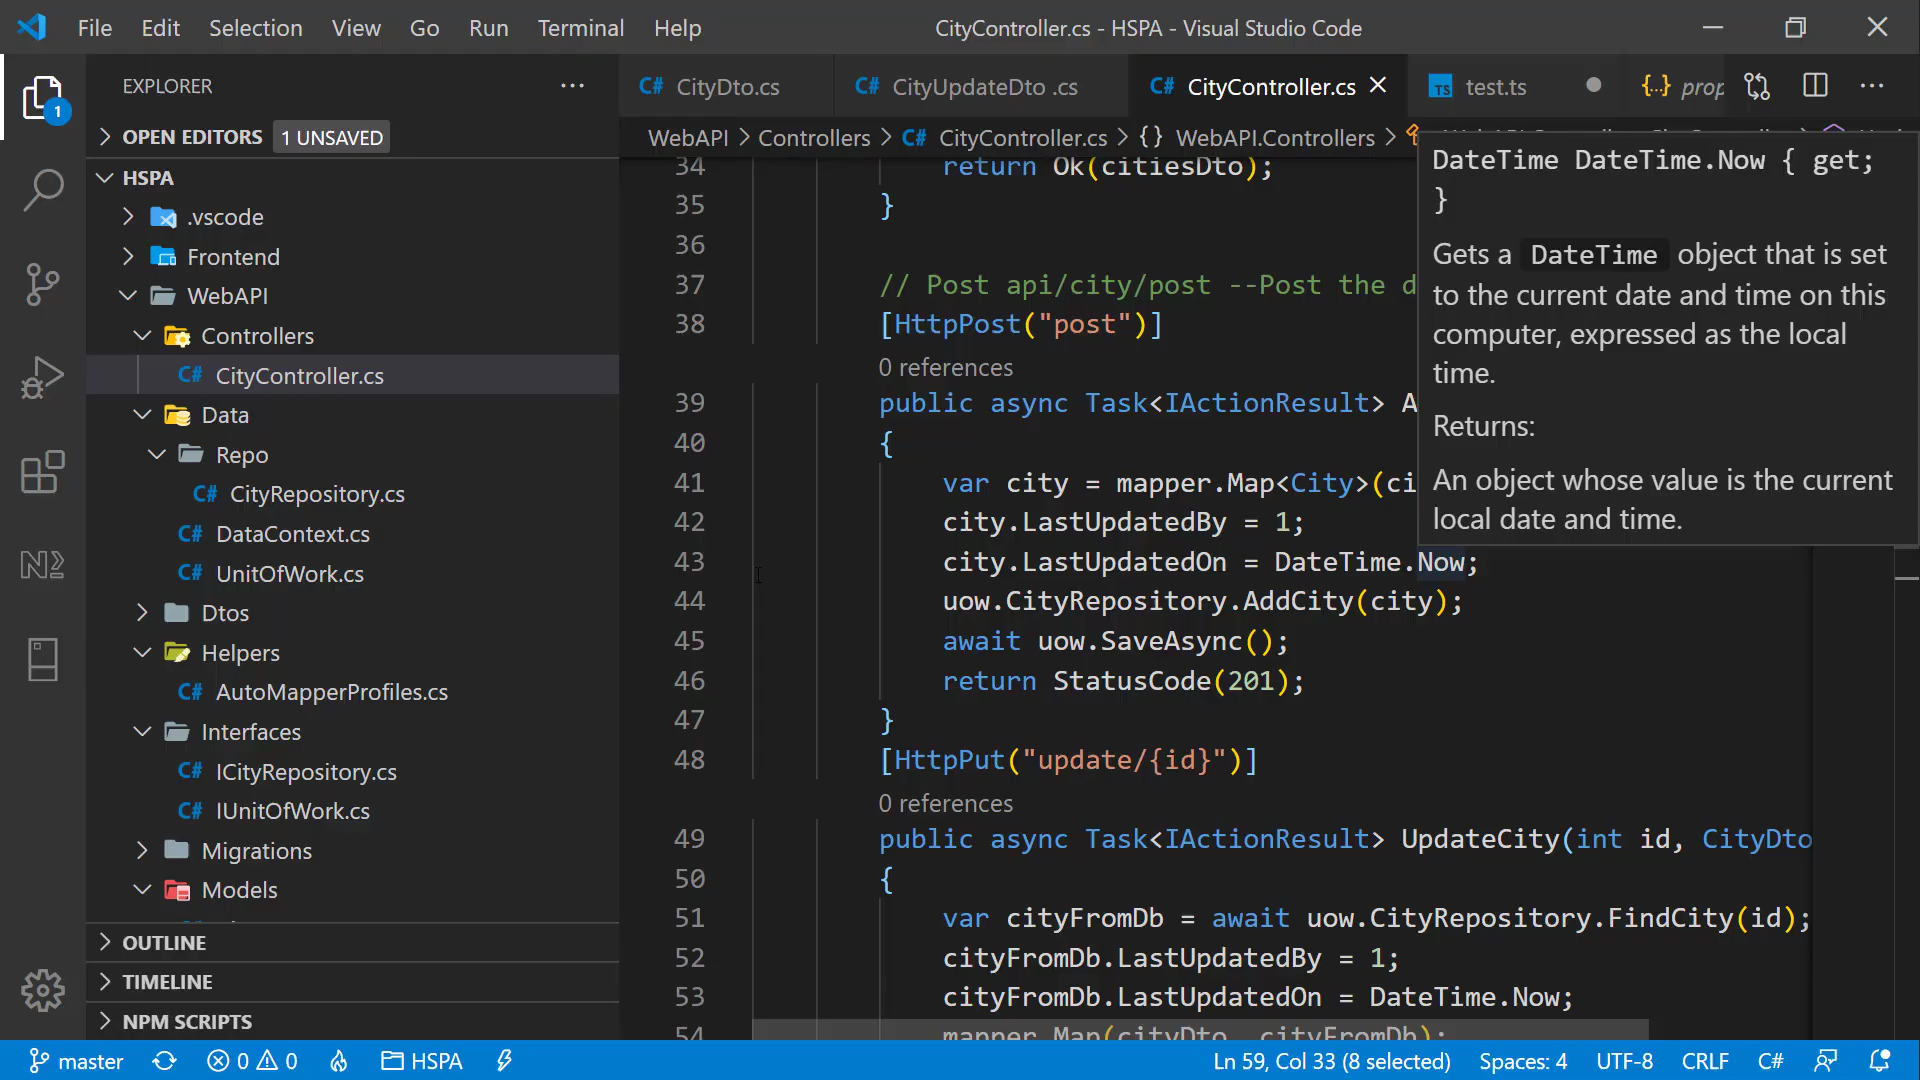 File Edit Selection View Go Run Terminal Help
CityController.cs - HSPA - Visual Studio Code
EXPLORER
OPEN EDITORS 1 UNSAVED
HSPA
.vscode
Frontend
WebAPI
Controllers
CityController.cs
Data
Repo
CityRepository.cs
DataContext.cs
UnitOfWork.cs
Dtos
Helpers
AutoMapperProfiles.cs
Interfaces
ICityRepository.cs
IUnitOfWork.cs
Migrations
Models
OUTLINE
TIMELINE
NPM SCRIPTS
1
C# CityDto.cs C# CityUpdateDto .cs C# CityController.cs TS test.ts {..} prop
WebAPI > Controllers > C# CityController.cs > {} WebAPI.Controllers >
34 return Ok(citiesDto);
35 }
36
37 // Post api/city/post --Post the d
38 [HttpPost("post")]
0 references
39 public async Task<IActionResult> A
40 {
41 var city = mapper.Map<City>(ci
42 city.LastUpdatedBy = 1;
43 city.LastUpdatedOn = DateTime.Now;
44 uow.CityRepository.AddCity(city);
45 await uow.SaveAsync();
46 return StatusCode(201);
47 }
48 [HttpPut("update/{id}")]
0 references
49 public async Task<IActionResult> UpdateCity(int id, CityDto
50 {
51 var cityFromDb = await uow.CityRepository.FindCity(id);
52 cityFromDb.LastUpdatedBy = 1;
53 cityFromDb.LastUpdatedOn = DateTime.Now;
54 mapper.Map(cityDto, cityFromDb);
DateTime DateTime.Now { get;
}
Gets a DateTime object that is set
to the current date and time on this
computer, expressed as the local
time.
Returns:
An object whose value is the current
local date and time.
master 0 0 HSPA Ln 59, Col 33 (8 selected) Spaces: 4 UTF-8 CRLF C#